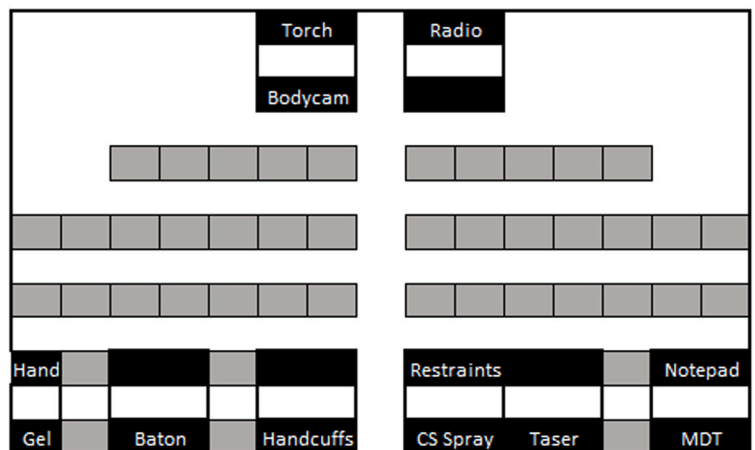 Torch Radio
Bodycam
Hand Restraints Notepad
Gel Baton Handcuffs CS Spray Taser MDT